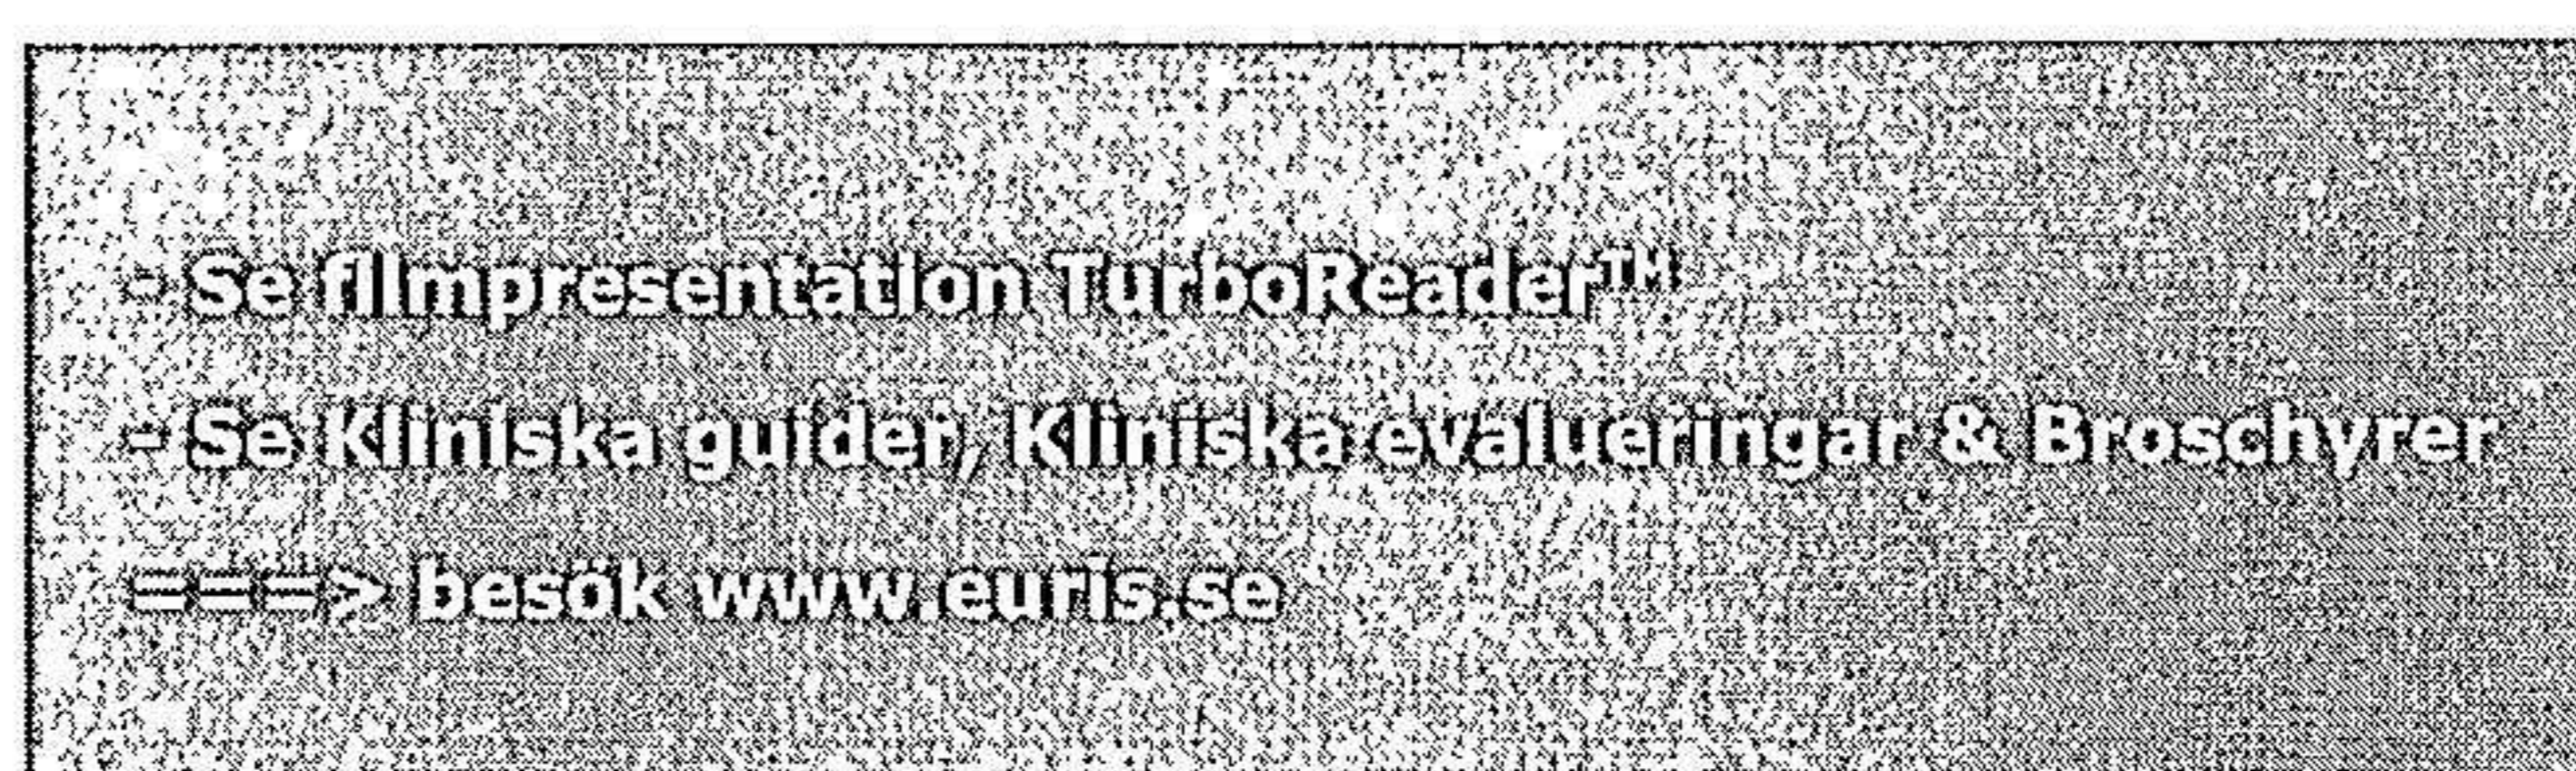 - Se filmpresentation TurboReader™
- Se Kliniska guider, Kliniska evalueringar & Broschyrer
===> besök www.euris.se